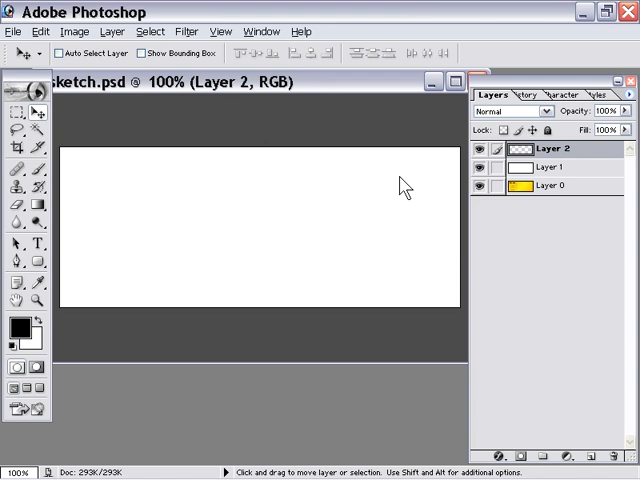 Adobe Photoshop
File Edit Image Layer Select Filter View Window Help
Auto Select Layer Show Bounding Box
sketch.psd @ 100% (Layer 2, RGB)
Layers
Normal Opacity: 100%
Lock: Fill: 100%
Layer 2
Layer 1
Layer 0
T
100% Doc: 293K/293K Click and drag to move layer or selection. Use Shift and Alt for additional options.